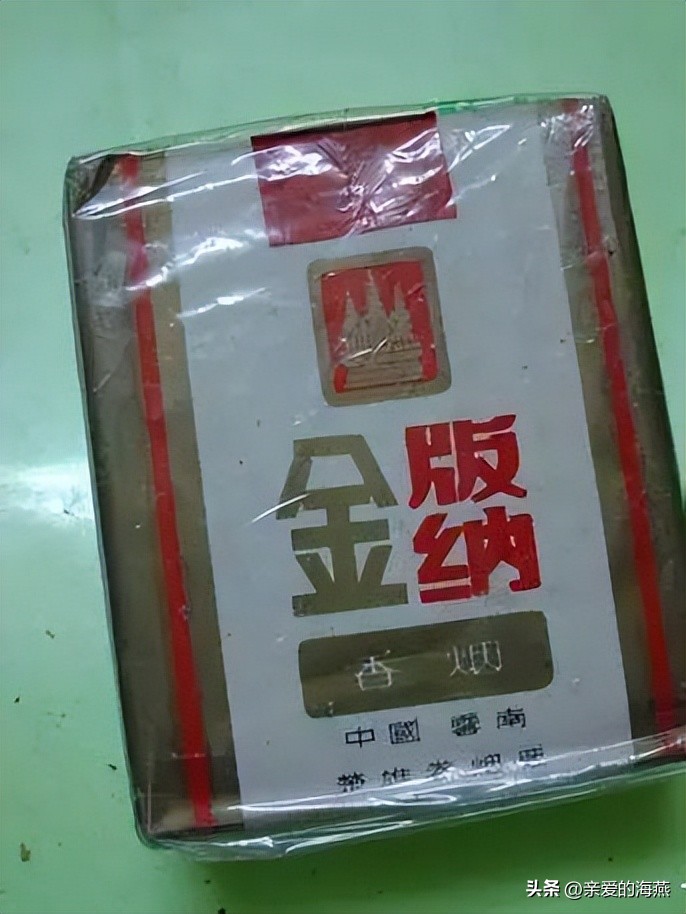 金版纳
香烟
中國 雲南
楚雄卷烟厂
头条 @亲爱的海燕